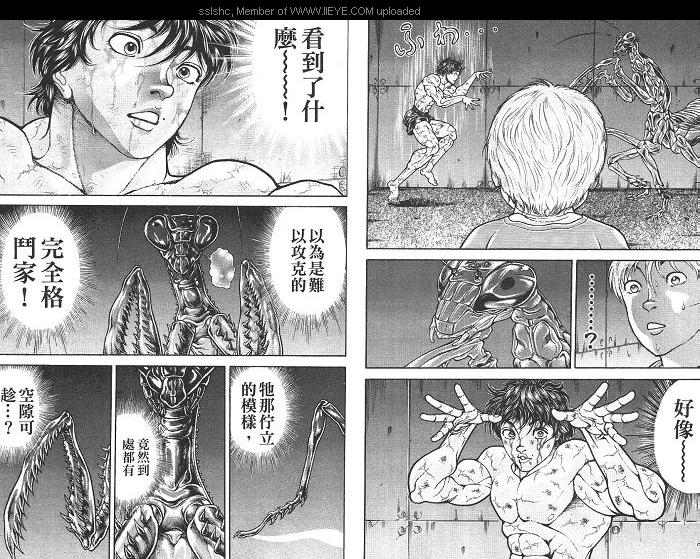 sslshc, Member of WWW.IIEYE.COM uploaded
ふわ…
………?
好像～～
看到了什
麼～～～！
以為是難
以攻克的
完全格
鬥家！
牠那佇立
的模樣，
竟然到
處都有
空隙可
趁…?